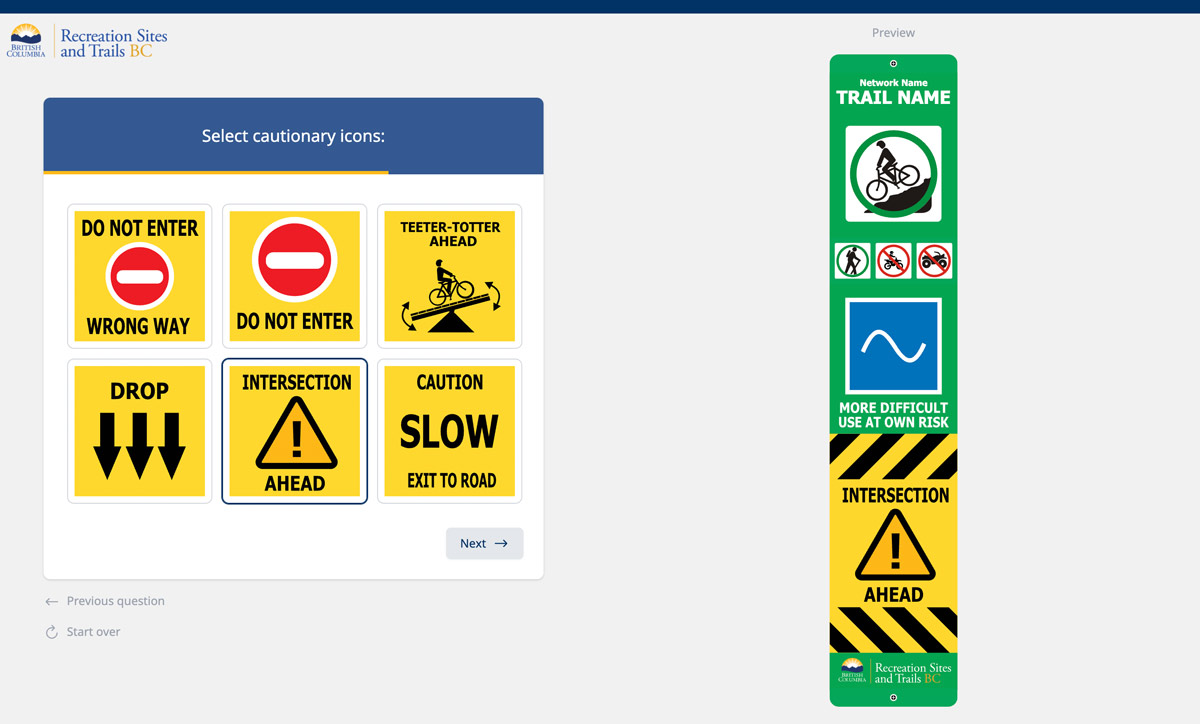 BRITISH
COLUMBIA
Recreation Sites
and Trails BC
Select cautionary icons:
DO NOT ENTER
WRONG WAY
DO NOT ENTER
TEETER-TOTTER
AHEAD
DROP
INTERSECTION
!
AHEAD
CAUTION
SLOW
EXIT TO ROAD
Next →
← Previous question
Start over
Preview
Network Name
TRAIL NAME
MORE DIFFICULT
USE AT OWN RISK
INTERSECTION
!
AHEAD
BRITISH
COLUMBIA
Recreation Sites
and Trails BC